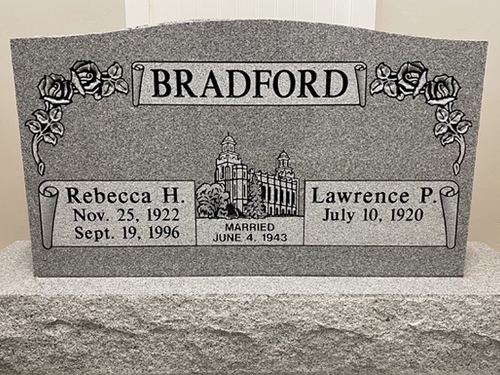 BRADFORD
Rebecca H.
Nov. 25, 1922
Sept. 19, 1996
MARRIED
JUNE 4, 1943
Lawrence P.
July 10, 1920